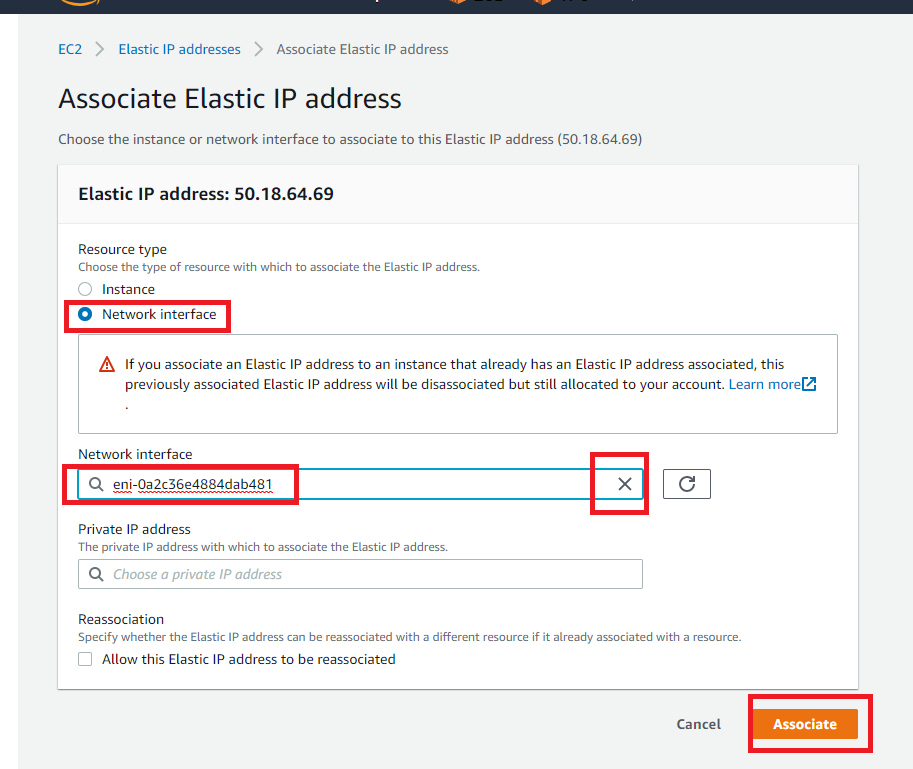 EC2 > Elastic IP addresses > Associate Elastic IP address
Associate Elastic IP address
Choose the instance or network interface to associate to this Elastic IP address (50.18.64.69)
Elastic IP address: 50.18.64.69
Resource type
Choose the type of resource with which to associate the Elastic IP address.
Instance
Network interface
If you associate an Elastic IP address to an instance that already has an Elastic IP address associated, this
previously associated Elastic IP address will be disassociated but still allocated to your account. Learn more
.
Network interface
eni-0a2c36e4884dab481
Private IP address
The private IP address with which to associate the Elastic IP address.
Choose a private IP address
Reassociation
Specify whether the Elastic IP address can be reassociated with a different resource if it already associated with a resource.
Allow this Elastic IP address to be reassociated
Cancel
Associate